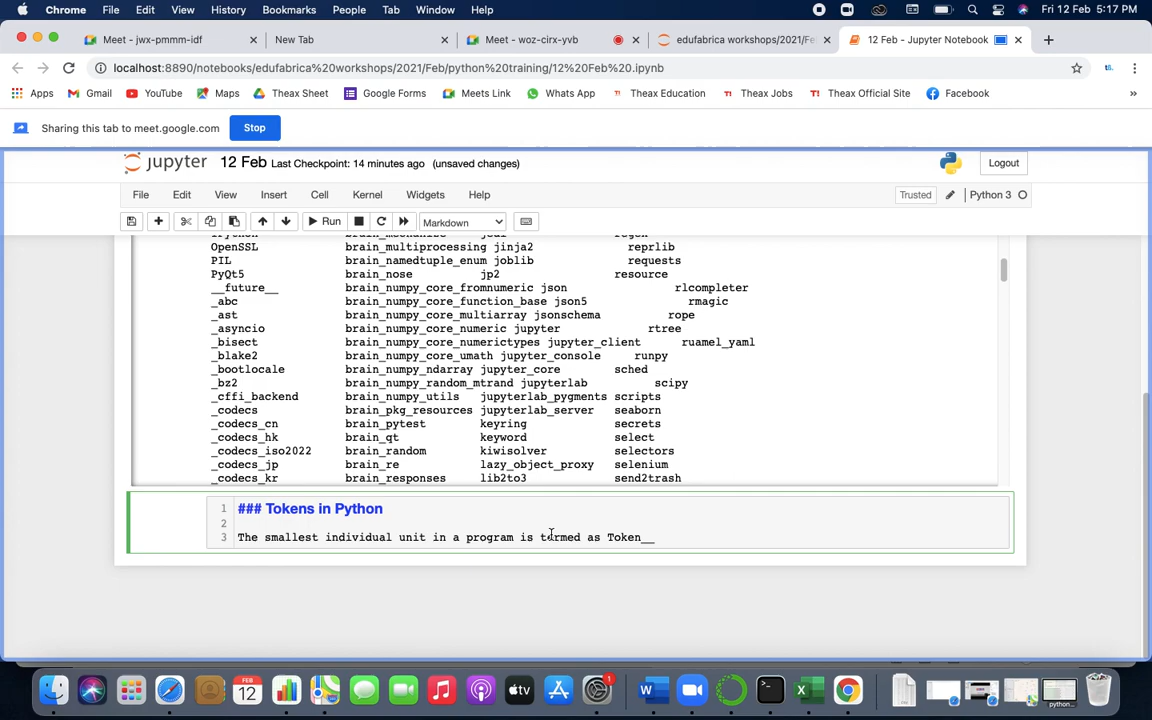 Chrome File Edit View History Bookmarks People Tab Window Help Fri 12 Feb 5:17 PM
Meet - jwx-pmmm-idf New Tab Meet - woz-cirx-yvb edufabrica workshops/2021/Fe 12 Feb - Jupyter Notebook
localhost:8890/notebooks/edufabrica%20workshops/2021/Feb/python%20training/12%20Feb%20.ipynb
Apps Gmail YouTube Maps Theax Sheet Google Forms Meets Link Whats App Theax Education Theax Jobs Theax Official Site Facebook »
Sharing this tab to meet.google.com Stop
jupyter 12 Feb Last Checkpoint: 14 minutes ago (unsaved changes) Logout
File Edit View Insert Cell Kernel Widgets Help Trusted Python 3
Run Markdown
OpenSSL brain_multiprocessing jinja2 reprlib
PIL brain_namedtuple_enum joblib requests
PyQt5 brain_nose jp2 resource
__future__ brain_numpy_core_fromnumeric json rlcompleter
_abc brain_numpy_core_function_base json5 rmagic
_ast brain_numpy_core_multiarray jsonschema rope
_asyncio brain_numpy_core_numeric jupyter rtree
_bisect brain_numpy_core_numerictypes jupyter_client ruamel_yaml
_blake2 brain_numpy_core_umath jupyter_console runpy
_bootlocale brain_numpy_ndarray jupyter_core sched
_bz2 brain_numpy_random_mtrand jupyterlab scipy
_cffi_backend brain_numpy_utils jupyterlab_pygments scripts
_codecs brain_pkg_resources jupyterlab_server seaborn
_codecs_cn brain_pytest keyring secrets
_codecs_hk brain_qt keyword select
_codecs_iso2022 brain_random kiwisolver selectors
_codecs_jp brain_re lazy_object_proxy selenium
_codecs_kr brain_responses lib2to3 send2trash
1 ### Tokens in Python
2
3 The smallest individual unit in a program is termed as Token__
FEB
12
tv
1
python...